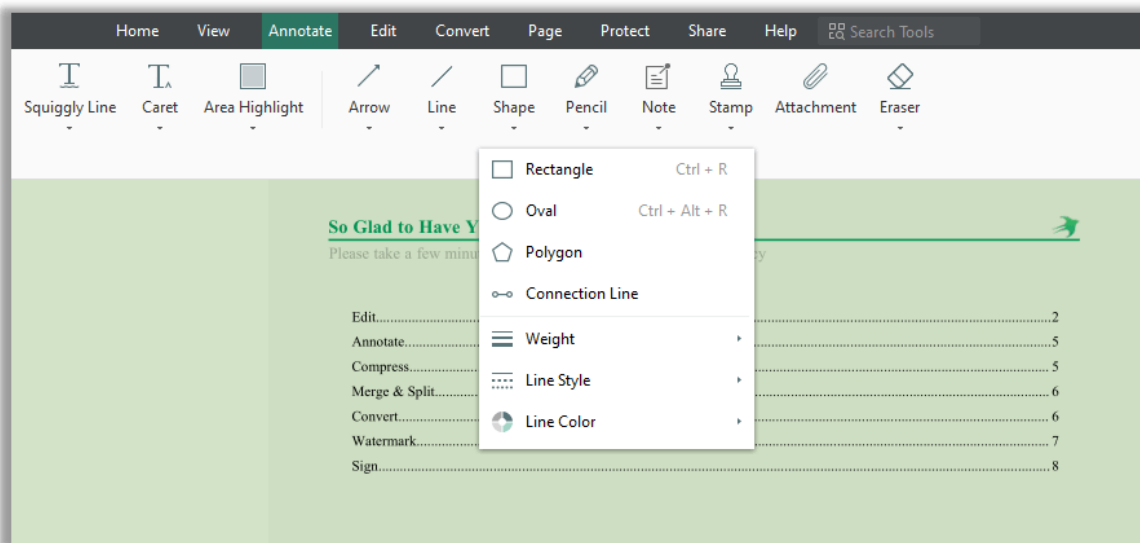 Home View Annotate Edit Convert Page Protect Share Help Search Tools
Squiggly Line Caret Area Highlight Arrow Line Shape Pencil Note Stamp Attachment Eraser
Rectangle Ctrl + R
Oval Ctrl + Alt + R
Polygon
Connection Line
Weight
Line Style
Line Color
So Glad to Have
Please take a few
Edit 2
Annotate 5
Compress 5
Merge & Split 6
Convert 6
Watermark 7
Sign 8